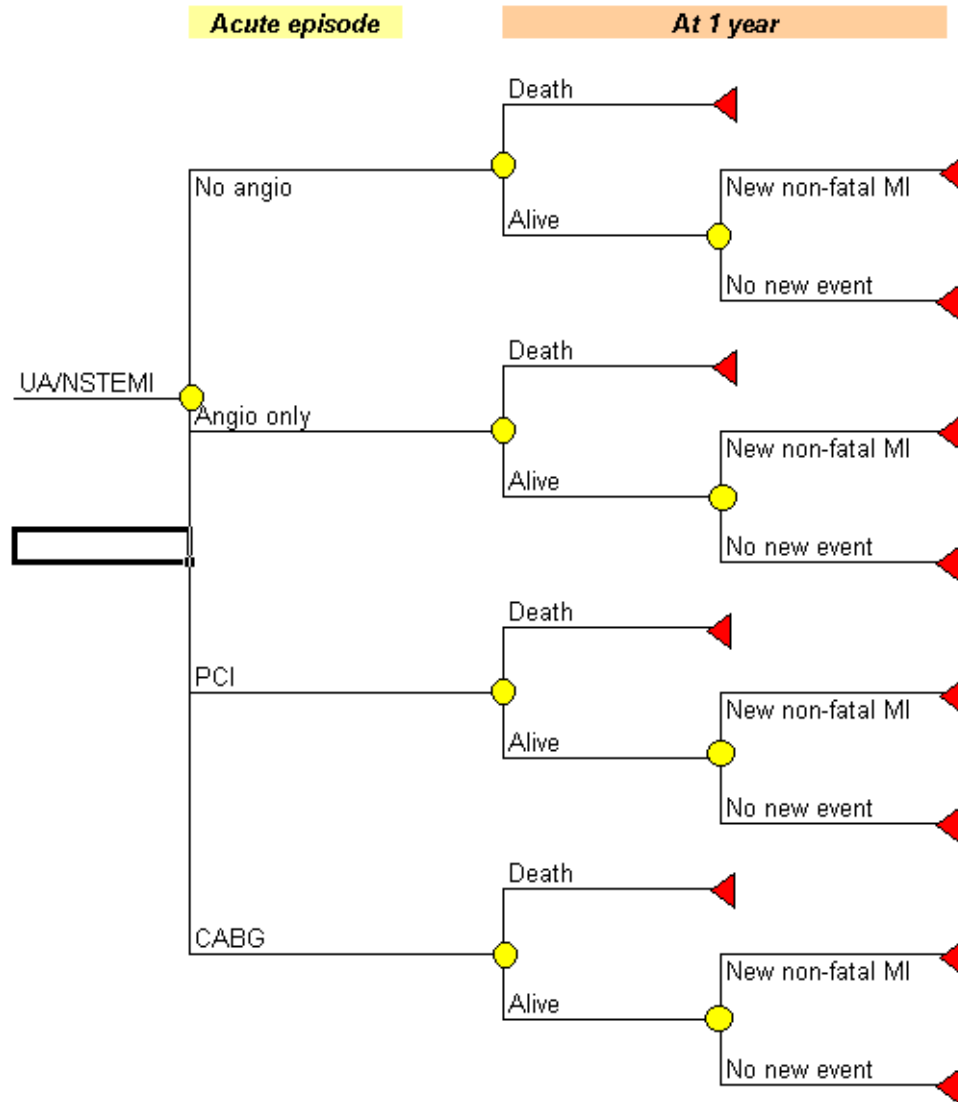 Acute episode
At 1 year
Death
No angio
New non-fatal MI
Alive
No new event
Death
UA/NSTEMI
Angio only
New non-fatal MI
Alive
No new event
Death
PCI
New non-fatal MI
Alive
No new event
Death
CABG
New non-fatal MI
Alive
No new event